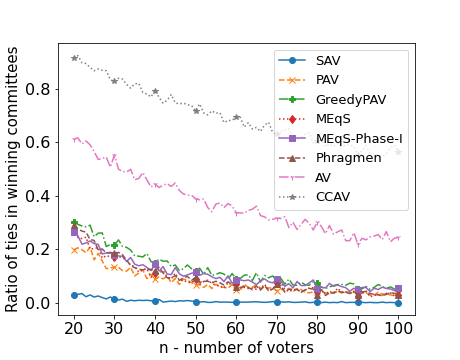 Ratio of ties in winning committees
0.8
0.6
0.4
0.2
0.0
SAV
PAV
GreedyPAV
MEqS
MEqS-Phase-I
Phragmen
AV
CCAV
20 30 40 50 60 70 80 90 100
n - number of voters